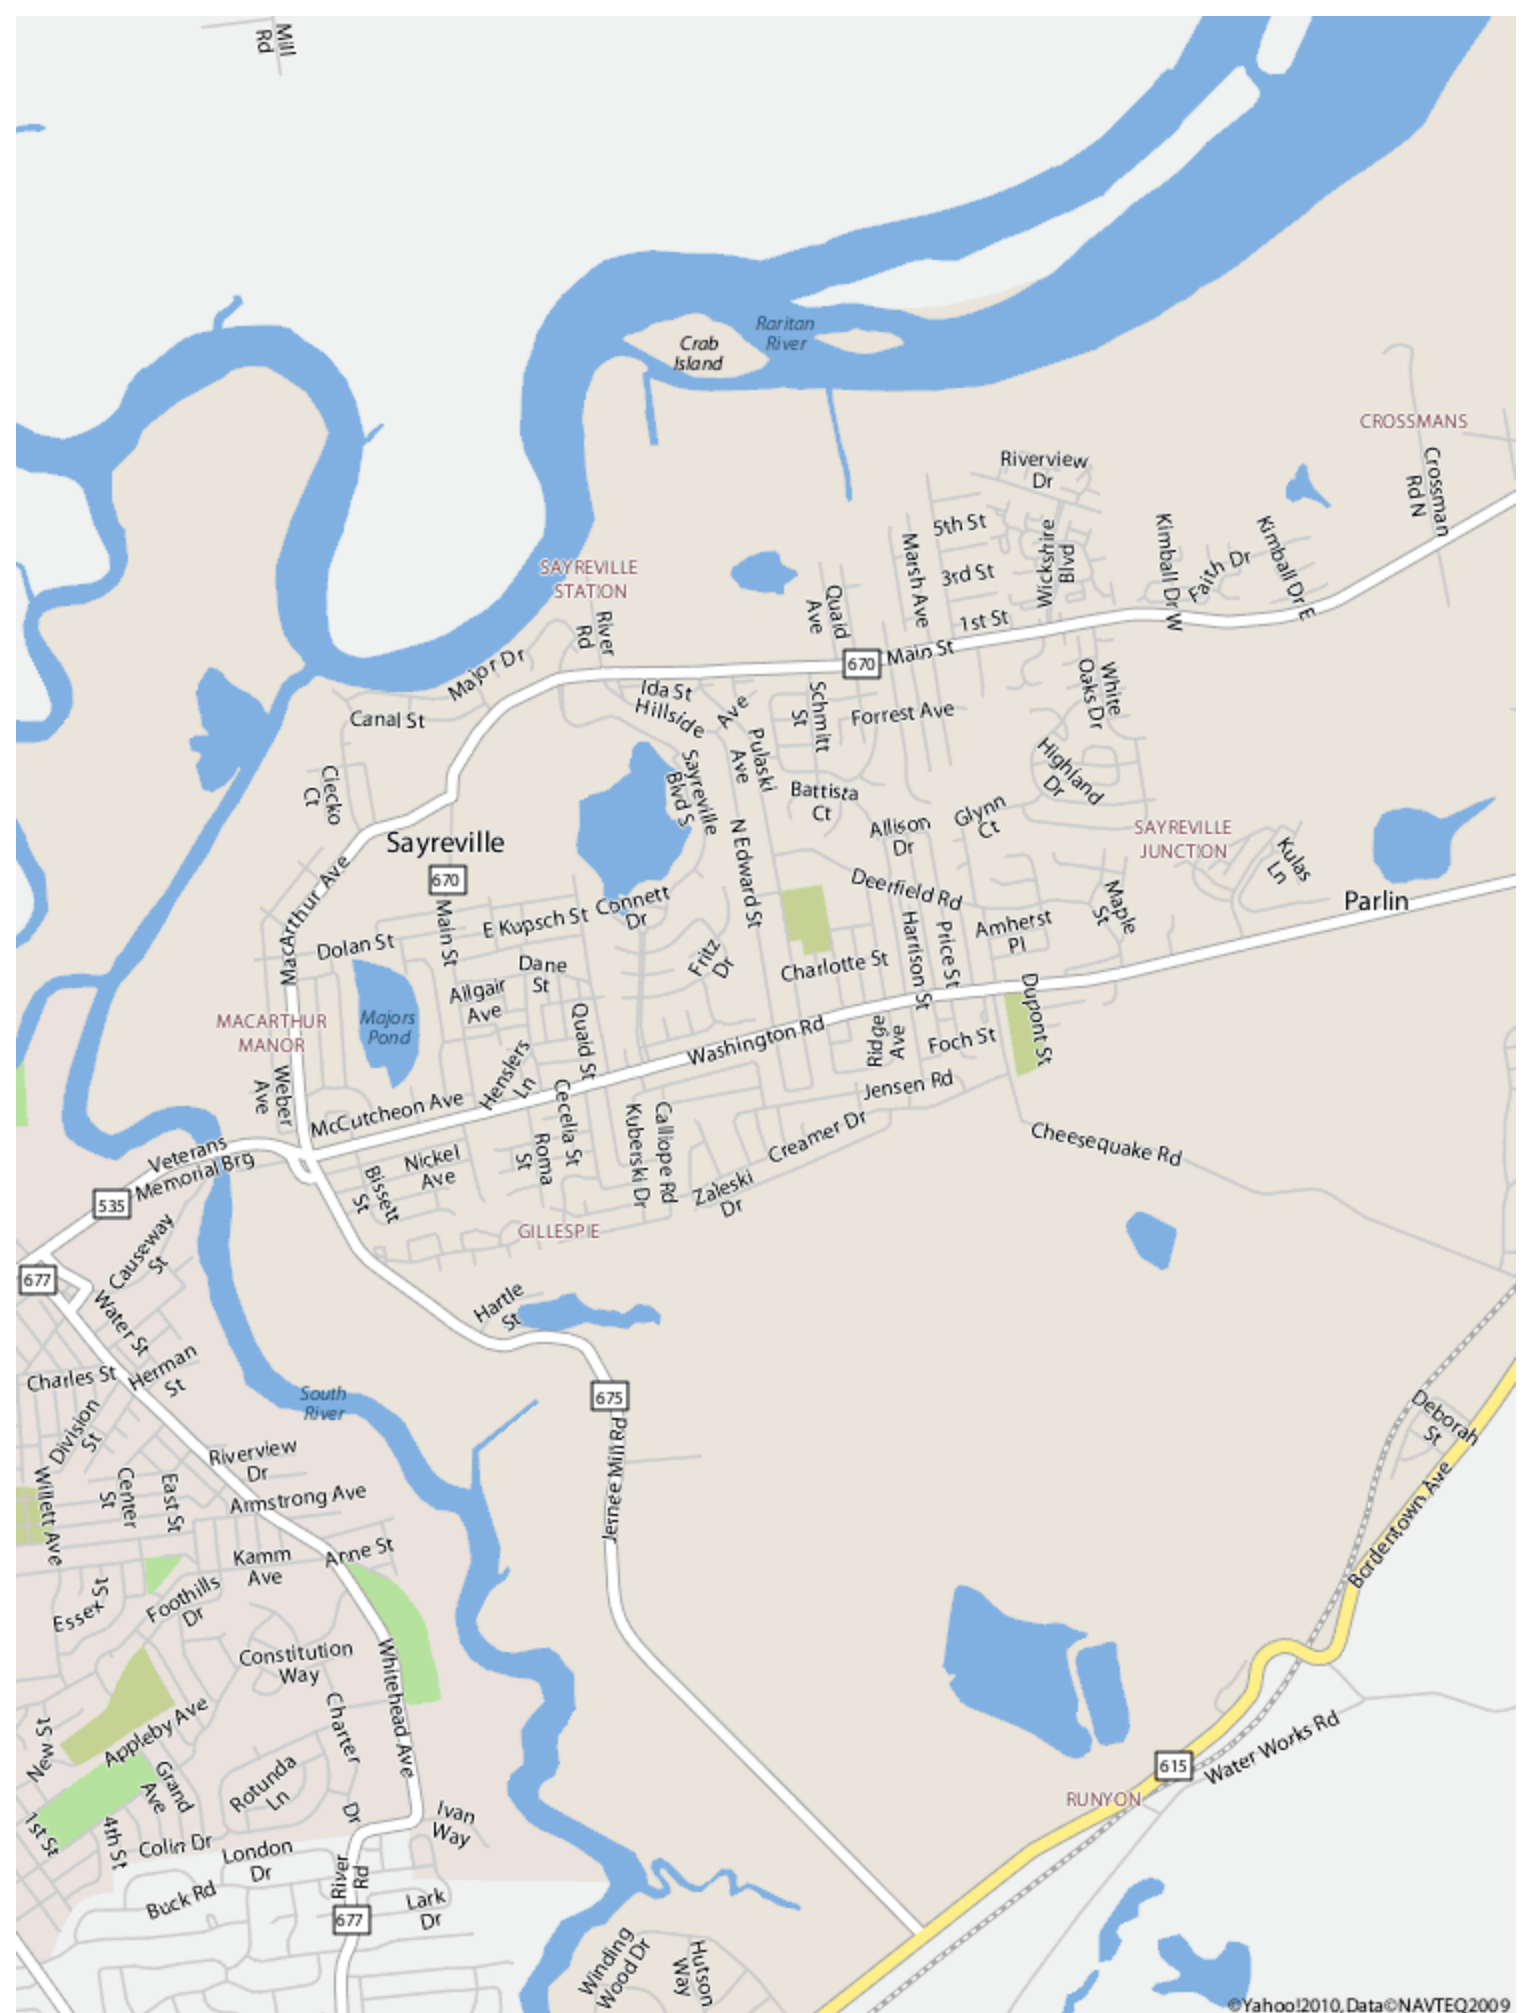 Mill
Rd
Raritan
River
Crab
Island
CROSSMANS
Crossman
Rd N
Riverview
Dr
5th St
3rd St
1st St
Marsh Ave
Wickshire
Blvd
Kimball Dr W
Faith Dr
Kimball Dr E
SAYREVILLE
STATION
River
Rd
Quaid
Ave
670
Main St
Major Dr
Canal St
Ida St
Hillside
Ave
Schmitt
St
Forrest Ave
White
Oaks Dr
Pulaski
Ave
Sayreville
Blvd S
Highland
Dr
Ciecko
Ct
Battista
Ct
Allison
Dr
Glynn
Ct
SAYREVILLE
JUNCTION
Kulas
Ln
Sayreville
670
MacArthur Ave
N Edward St
Deerfield Rd
Parlin
Maple
St
Main St
E Kupsch St
Connett
Dr
Dolan St
Harrison St
Price St
Amherst
Pl
Fritz
Dr
Charlotte St
Dane
St
Allgair
Ave
Majors
Pond
MACARTHUR
MANOR
Quaid St
Washington Rd
Ridge
Ave
Foch St
Dupont St
Weber
Ave
Henslers
Ln
Jensen Rd
McCutcheon Ave
Cecelia St
Calliope Rd
Kuberski Dr
Creamer Dr
Cheesequake Rd
Veterans
Memorial Brg
Nickel
Ave
Roma
St
Bissett
St
Zaleski
Dr
535
GILLESPIE
Causeway
St
677
Water St
Hartle
St
Charles St
Herman
St
South
River
675
Deborah
St
Division
St
Riverview
Dr
Jernee Mill Rd
Willett Ave
Center
St
East St
Armstrong Ave
Bordentown Ave
Kamm
Ave
Anne St
Essex St
Foothills
Dr
Constitution
Way
Whitehead Ave
Charter
Dr
New St
Appleby Ave
Grand
Ave
Rotunda
Ln
615
Water Works Rd
RUNYON
1st St
4th St
Colin Dr
London
Dr
Ivan
Way
River
Rd
Buck Rd
Lark
Dr
677
Winding
Wood Dr
Hutson
Way
©Yahoo!2010, Data©NAVTEQ2009